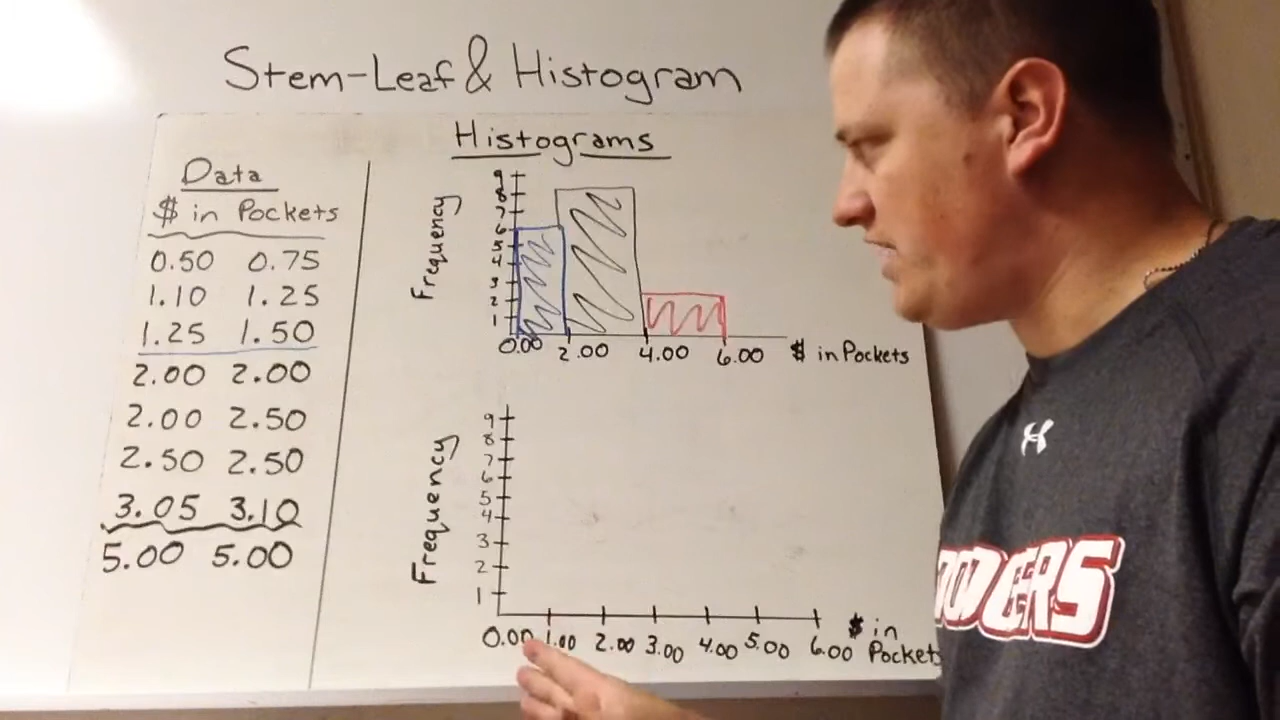 Stem-Leaf & Histogram
Data
$ in Pockets
0.50 0.75
1.10 1.25
1.25 1.50
2.00 2.00
2.00 2.50
2.50 2.50
3.05 3.10
5.00 5.00
Histograms
Frequency
9
8
7
6
5
4
3
2
1
0.00 2.00 4.00 6.00 $ in Pockets
Frequency
9
8
7
6
5
4
3
2
1
0.00 1.00 2.00 3.00 4.00 5.00 6.00 $ in
Pockets